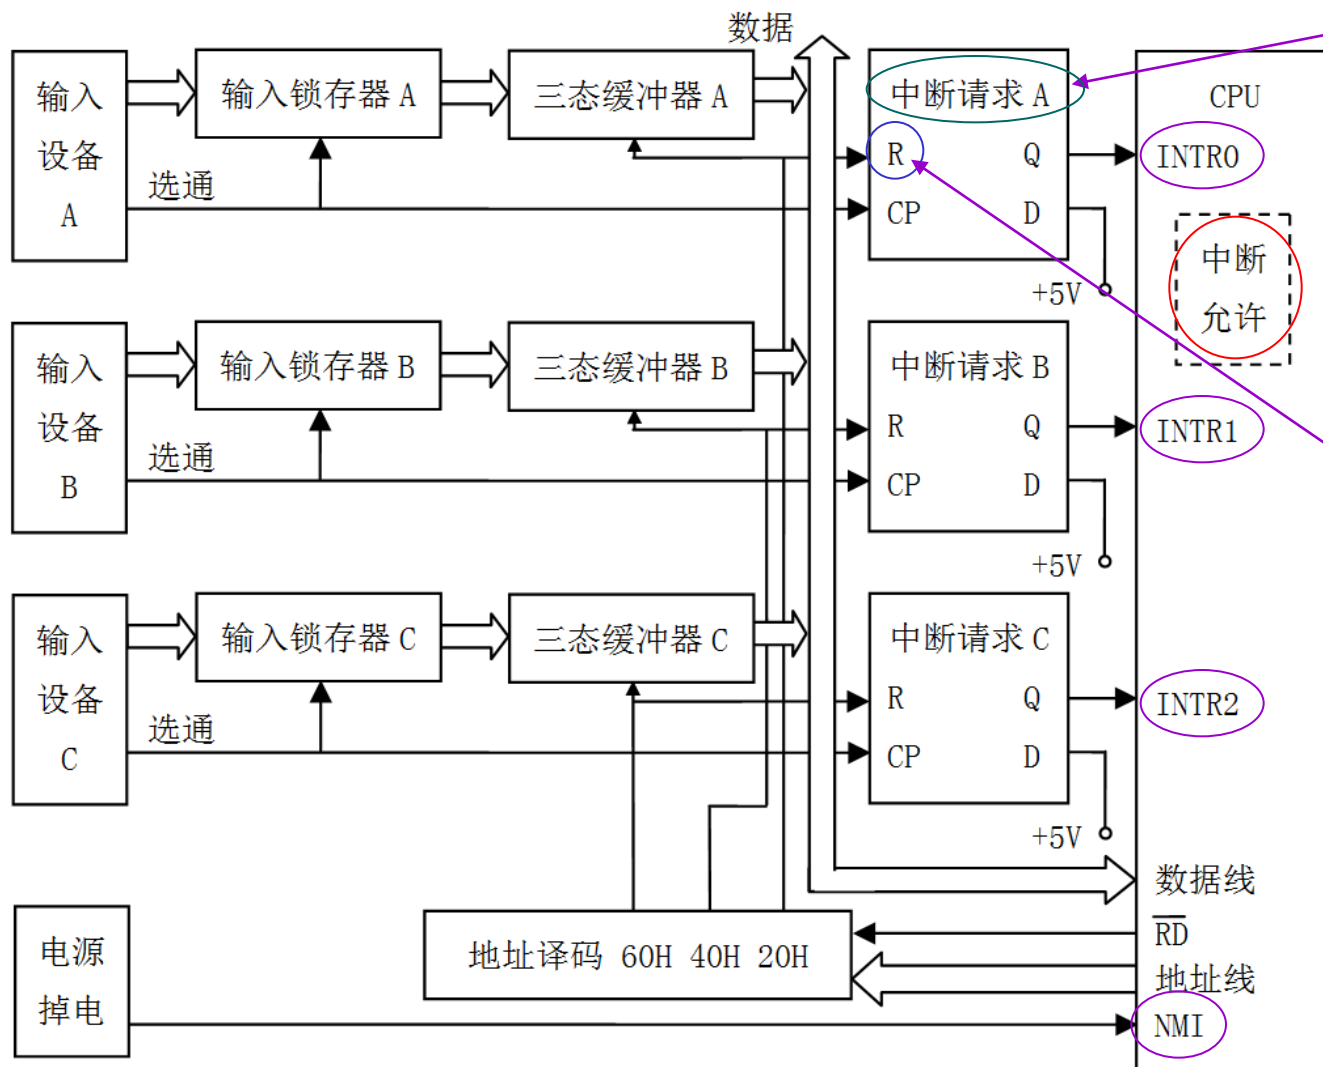 数据
输入
设备
A
输入锁存器 A
三态缓冲器 A
选通
中断请求 A
R
Q
CP
D
+5V
CPU
INTR0
中断
允许
输入
设备
B
输入锁存器 B
三态缓冲器 B
选通
中断请求 B
R
Q
CP
D
+5V
INTR1
输入
设备
C
输入锁存器 C
三态缓冲器 C
选通
中断请求 C
R
Q
CP
D
+5V
INTR2
电源
掉电
地址译码 60H 40H 20H
数据线
R̅D̅
地址线
NMI